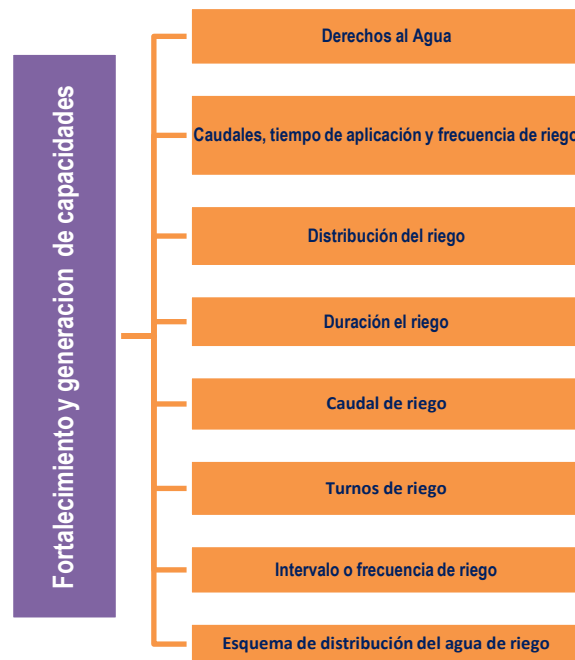 Fortalecimiento y generacion de capacidades
Derechos al Agua
Caudales, tiempo de aplicación y frecuencia de riego
Distribución del riego
Duración el riego
Caudal de riego
Turnos de riego
Intervalo o frecuencia de riego
Esquema de distribución del agua de riego